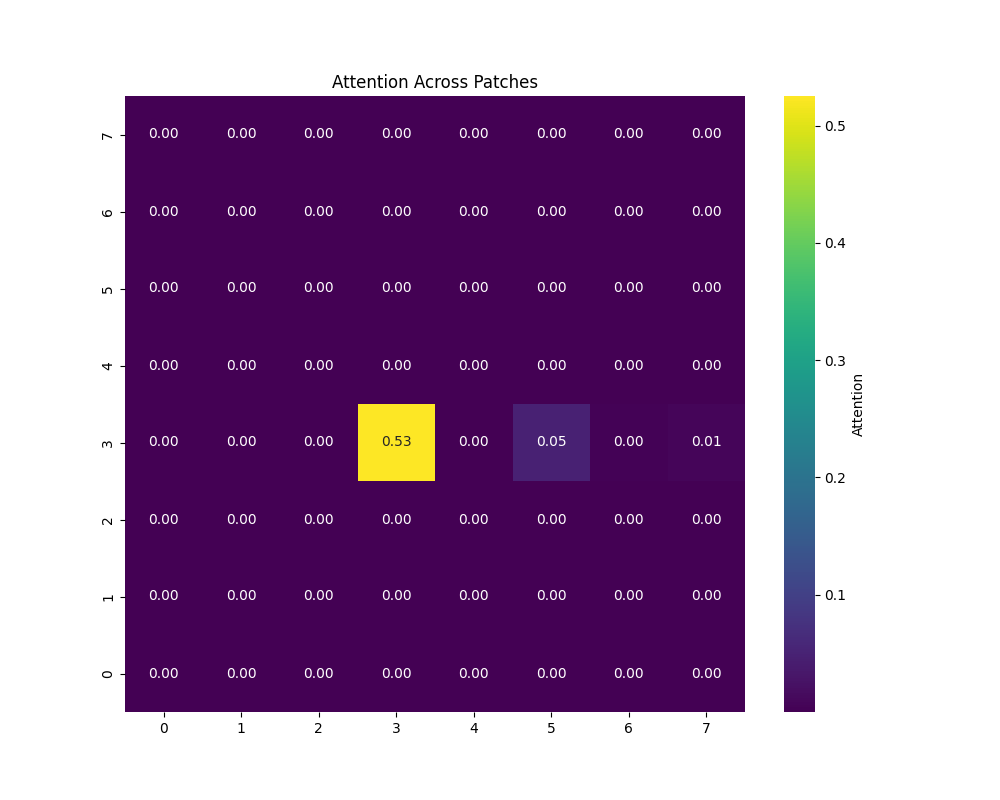 Attention Across Patches
7 0.00 0.00 0.00 0.00 0.00 0.00 0.00 0.00
6 0.00 0.00 0.00 0.00 0.00 0.00 0.00 0.00
5 0.00 0.00 0.00 0.00 0.00 0.00 0.00 0.00
4 0.00 0.00 0.00 0.00 0.00 0.00 0.00 0.00
3 0.00 0.00 0.00 0.53 0.00 0.05 0.00 0.01
2 0.00 0.00 0.00 0.00 0.00 0.00 0.00 0.00
1 0.00 0.00 0.00 0.00 0.00 0.00 0.00 0.00
0 0.00 0.00 0.00 0.00 0.00 0.00 0.00 0.00
0 1 2 3 4 5 6 7
0.5
0.4
0.3
0.2
0.1
Attention